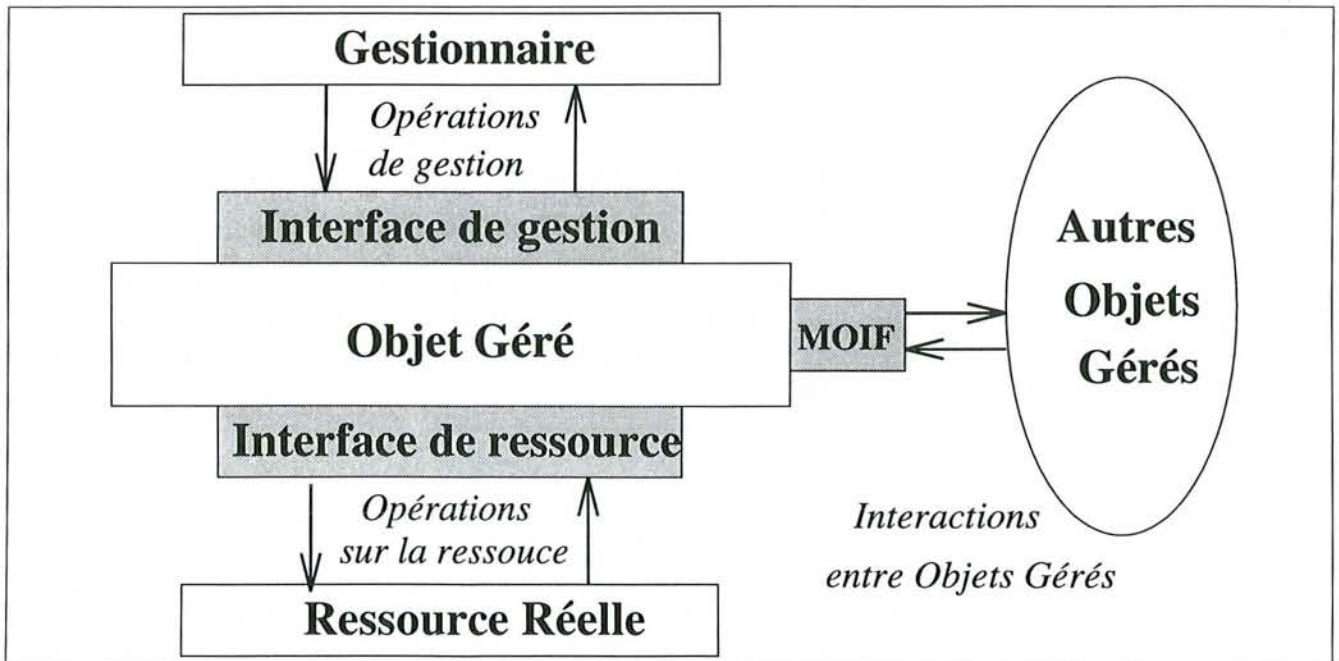 Gestionnaire
Opérations
de gestion
Interface de gestion
Objet Géré
MOIF
Autres
Objets
Gérés
Interface de ressource
Opérations
sur la ressouce
Interactions
entre Objets Gérés
Ressource Réelle